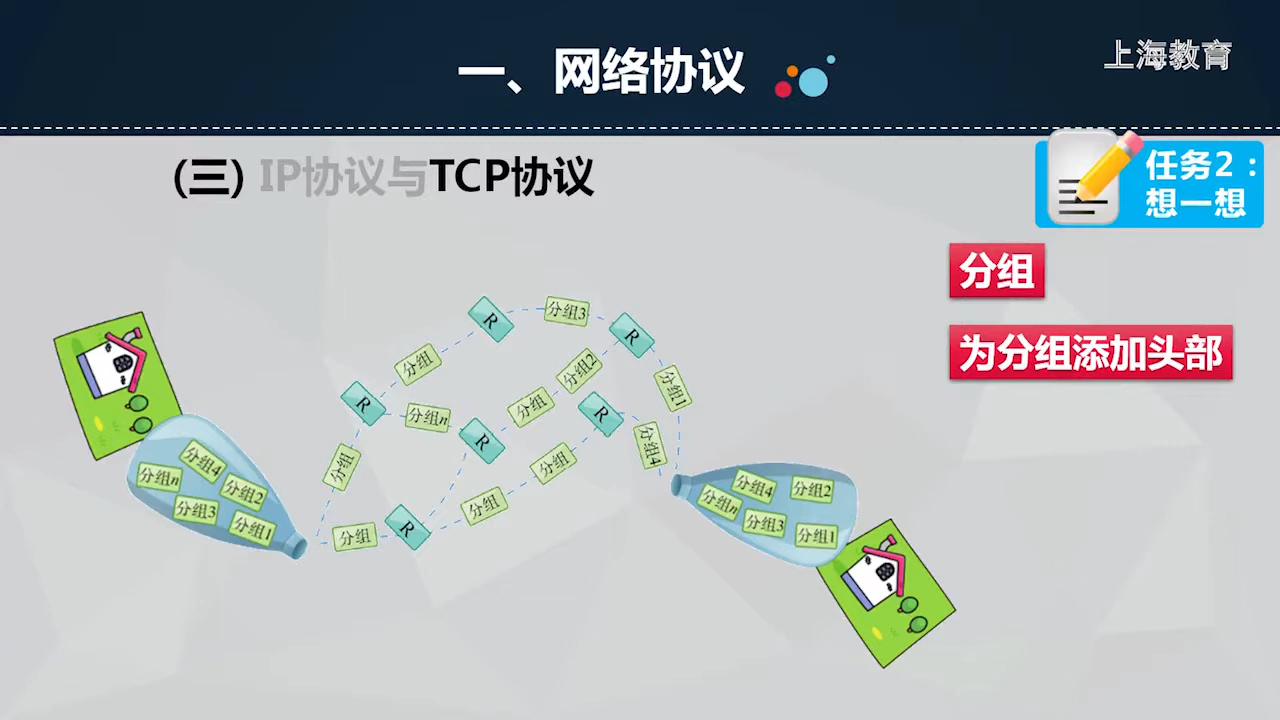 一、网络协议
上海教育
(三) IP协议与TCP协议
任务2：
想一想
分组
为分组添加头部
R
分组3
R
分组
分组2
分组1
R
分组n
分组
R
R
分组4
分组
分组
分组
分组
R
分组4
分组n
分组2
分组3
分组1
分组4
分组2
分组n
分组3
分组1